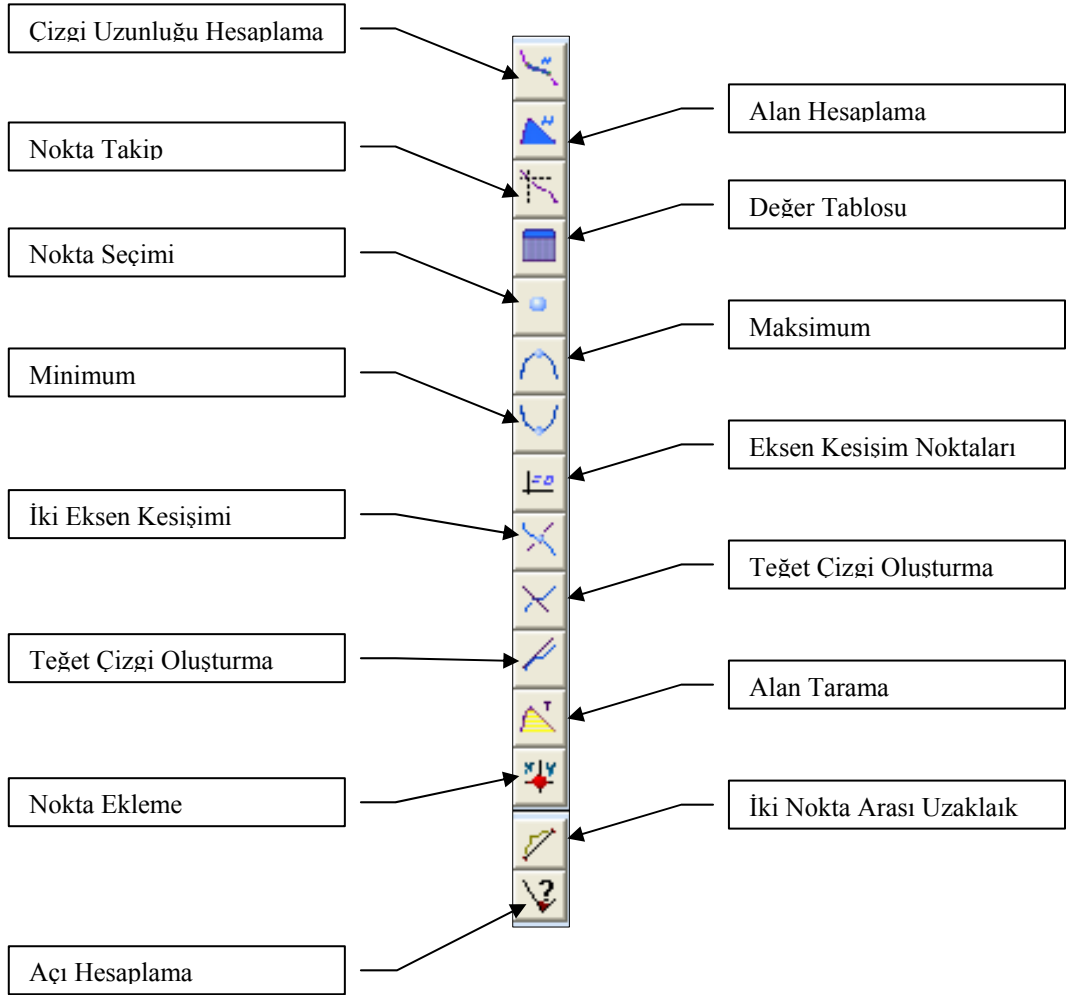 Çizgi Uzunluğu Hesaplama
Alan Hesaplama
Nokta Takip
Değer Tablosu
Nokta Seçimi
Maksimum
Minimum
Eksen Kesişim Noktaları
=0
İki Eksen Kesişimi
Teğet Çizgi Oluşturma
Teğet Çizgi Oluşturma
Alan Tarama
T
X Y
Nokta Ekleme
İki Nokta Arası Uzaklaık
?
Açı Hesaplama